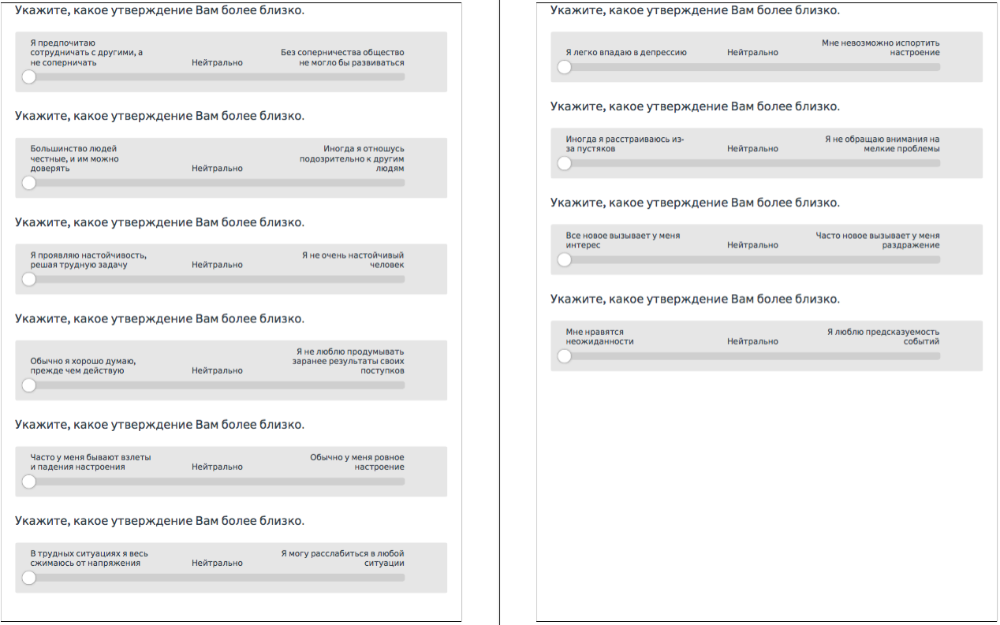 Укажите, какое утверждение Вам более близко.
Я предпочитаю
сотрудничать с другими, а
не соперничать
Нейтрально
Без соперничества общество
не могло бы развиваться
Укажите, какое утверждение Вам более близко.
Большинство людей
честные, и им можно
доверять
Нейтрально
Иногда я отношусь
подозрительно к другим
людям
Укажите, какое утверждение Вам более близко.
Я проявляю настойчивость,
решая трудную задачу
Нейтрально
Я не очень настойчивый
человек
Укажите, какое утверждение Вам более близко.
Обычно я хорошо думаю,
прежде чем действую
Нейтрально
Я не люблю продумывать
заранее результаты своих
поступков
Укажите, какое утверждение Вам более близко.
Часто у меня бывают взлеты
и падения настроения
Нейтрально
Обычно у меня ровное
настроение
Укажите, какое утверждение Вам более близко.
В трудных ситуациях я весь
сжимаюсь от напряжения
Нейтрально
Я могу расслабиться в любой
ситуации
Укажите, какое утверждение Вам более близко.
Я легко впадаю в депрессию
Нейтрально
Мне невозможно испортить
настроение
Укажите, какое утверждение Вам более близко.
Иногда я расстраиваюсь из-
за пустяков
Нейтрально
Я не обращаю внимания на
мелкие проблемы
Укажите, какое утверждение Вам более близко.
Все новое вызывает у меня
интерес
Нейтрально
Часто новое вызывает у меня
раздражение
Укажите, какое утверждение Вам более близко.
Мне нравятся
неожиданности
Нейтрально
Я люблю предсказуемость
событий